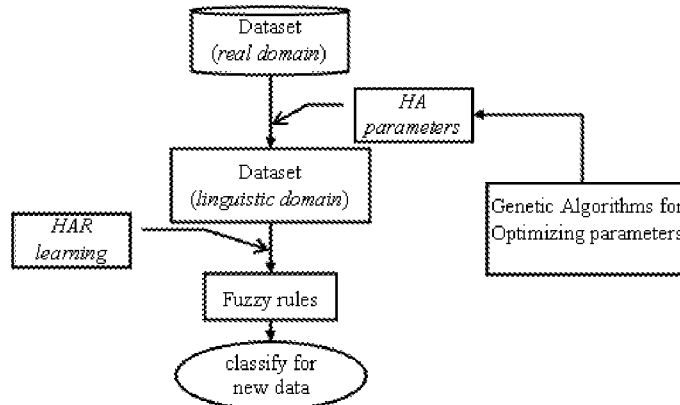 Dataset
(real domain)
HA
parameters
Dataset
(linguistic domain)
Genetic Algorithms for
Optimizing parameters
HAR
learning
Fuzzy rules
classify for
new data